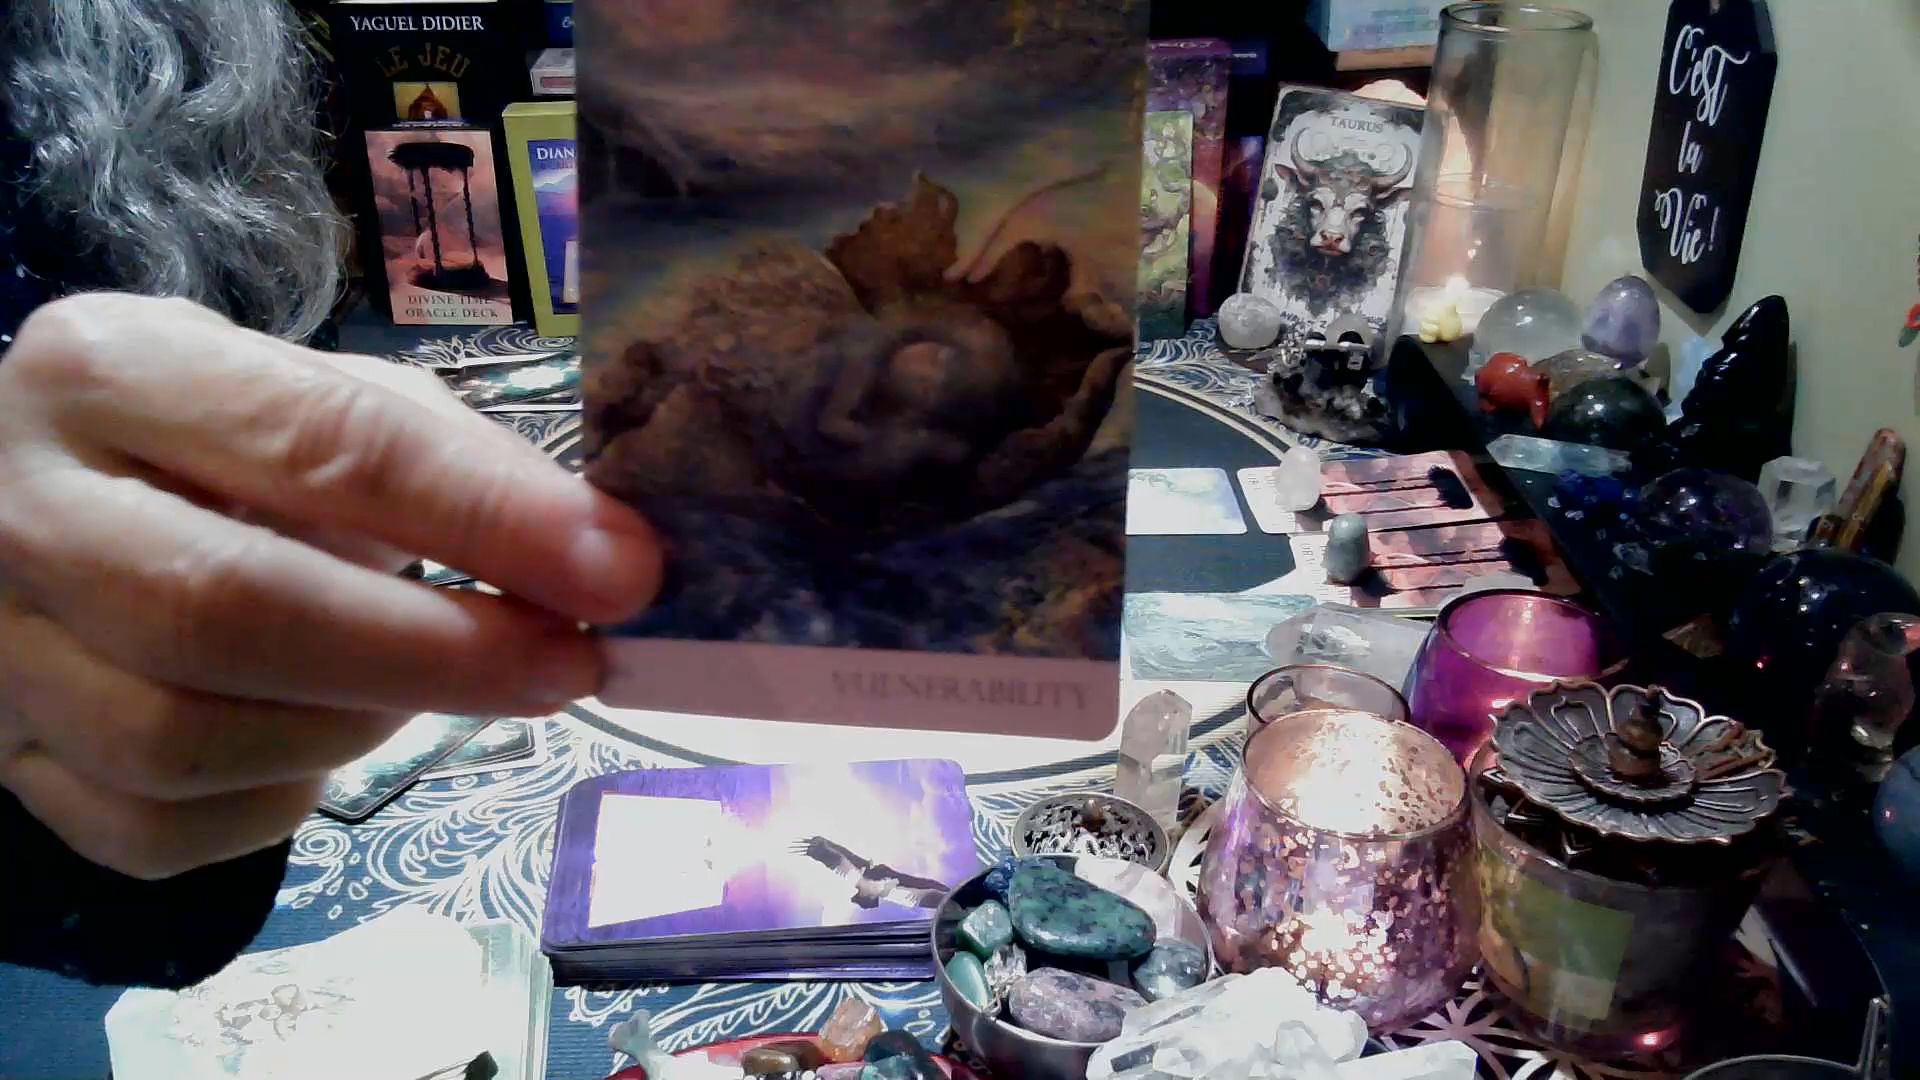 YAGUEL DIDIER
LE JEU
DIVINE TIME
ORACLE DECK
DIAN
TAURUS
C'est
la
Vie!
VULNERABILITY